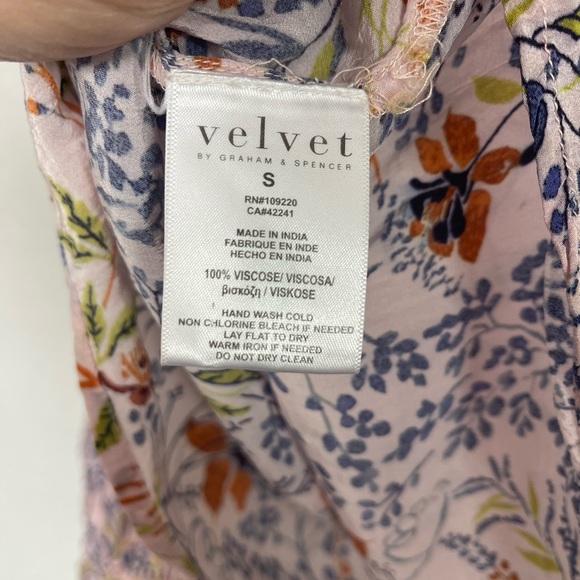 velvet
BY GRAHAM & SPENCER
S
RN#109220
CA#42241
MADE IN INDIA
FABRIQUE EN INDE
HECHO EN INDIA
100% VISCOSE/ VISCOSA/
βισκόζη / VISKOSE
HAND WASH COLD
NON CHLORINE BLEACH IF NEEDED
LAY FLAT TO DRY
WARM IRON IF NEEDED
DO NOT DRY CLEAN